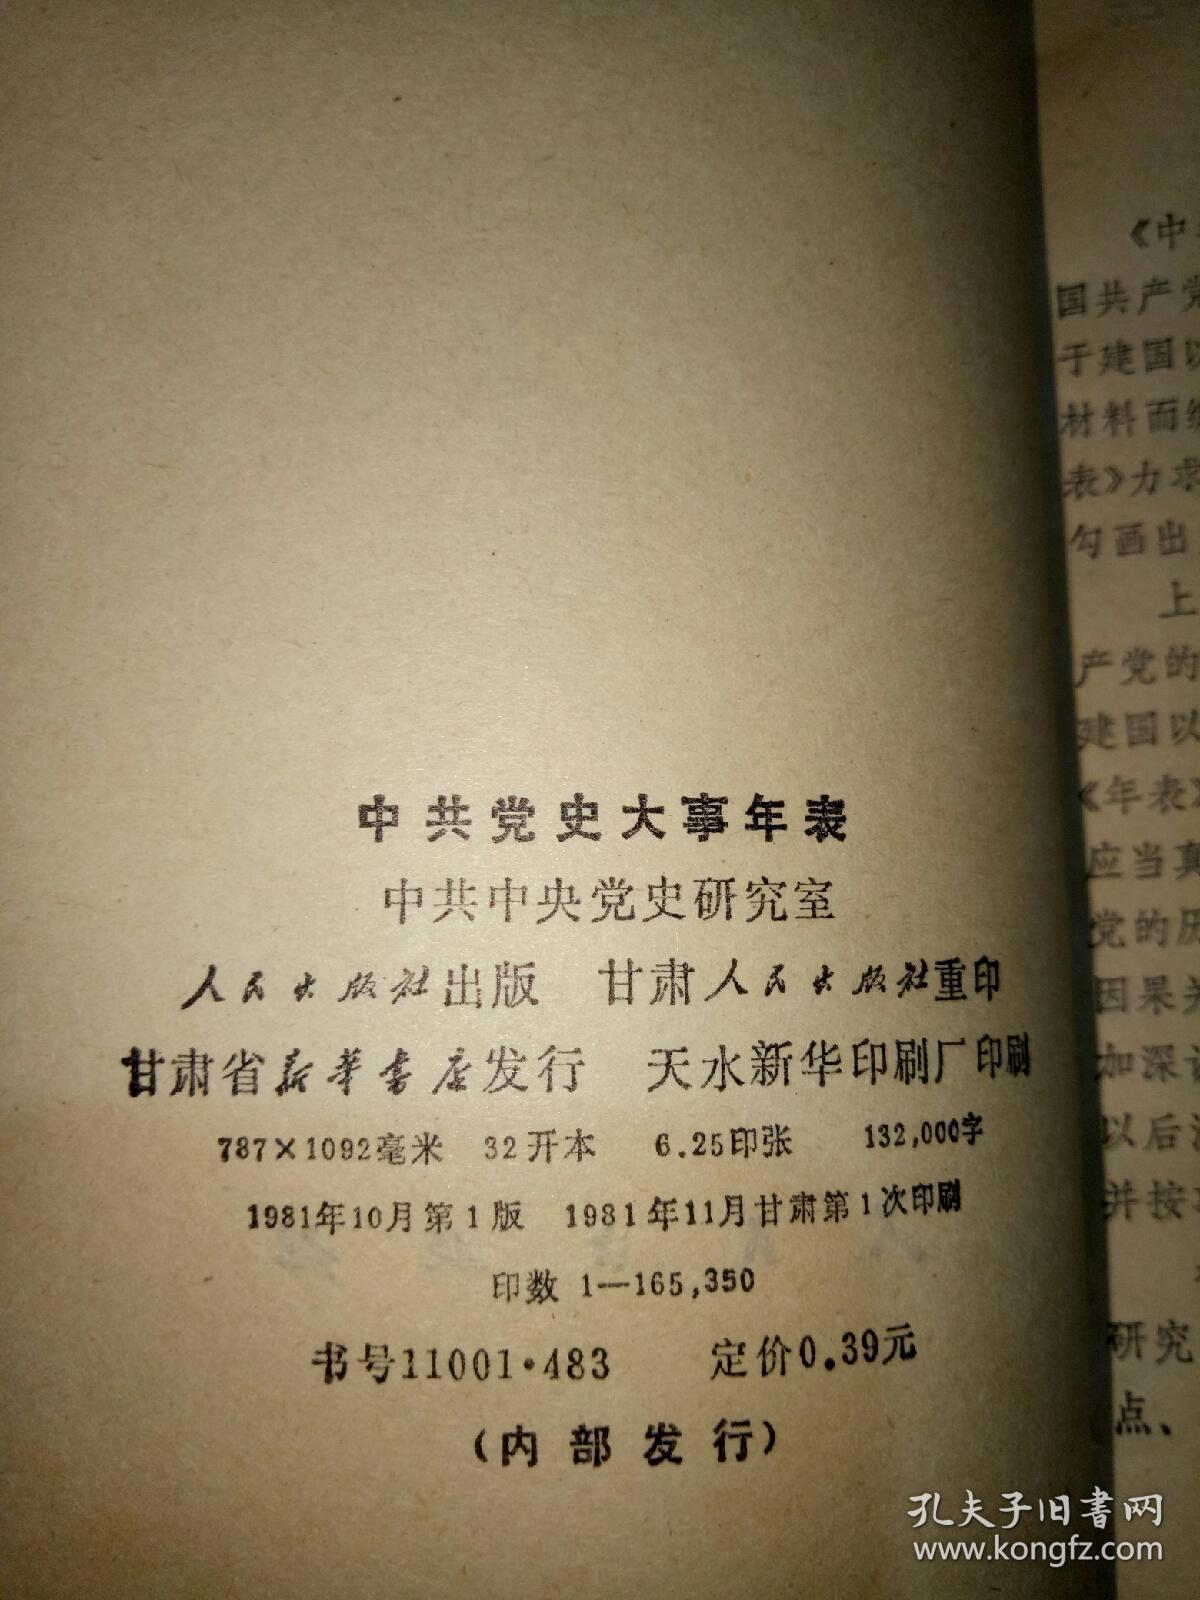 中共党史大事年表
中共中央党史研究室
人民出版社出版 甘肃人民出版社重印
甘肃省新华书店发行 天水新华印刷厂印刷
787×1092毫米 32开本 6.25印张 132,000字
1981年10月第1版 1981年11月甘肃第1次印刷
印数 1—165,350
书号11001·483 定价0.39元
(内部发行)
《中
国共产党
于建国以
材料而编
表》力求
勾画出
上
产党的
建国以
《年表》
应当真
党的历
因果关
加深认
以后
并按
研究
点、
孔夫子旧书网
www.kongfz.com